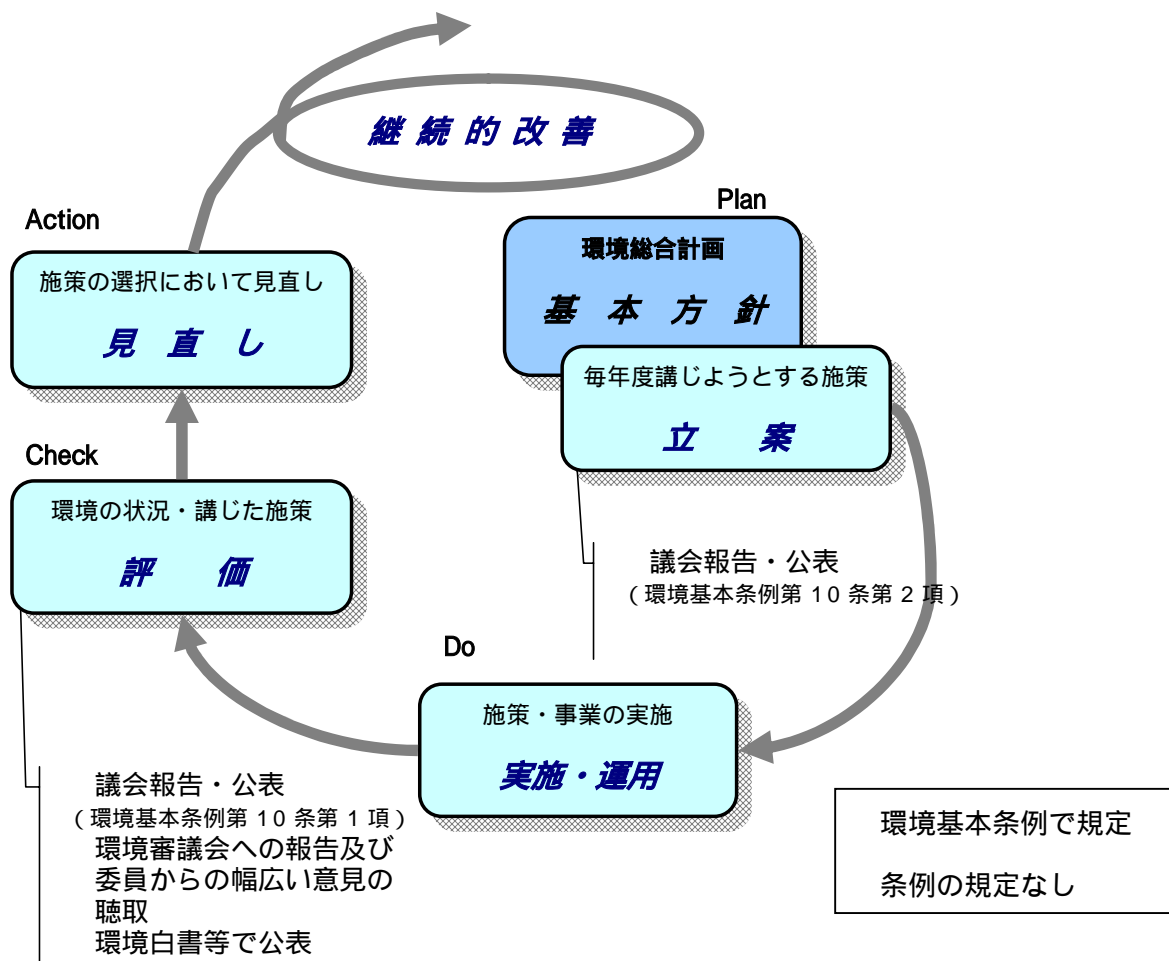 継続的改善
Plan
環境総合計画
基本方針
毎年度講じようとする施策
立案
議会報告・公表
（環境基本条例第10条第2項）
Do
施策・事業の実施
実施・運用
Check
環境の状況・講じた施策
評価
議会報告・公表
（環境基本条例第10条第1項）
環境審議会への報告及び
委員からの幅広い意見の
聴取
環境白書等で公表
Action
施策の選択において見直し
見直し
環境基本条例で規定
条例の規定なし